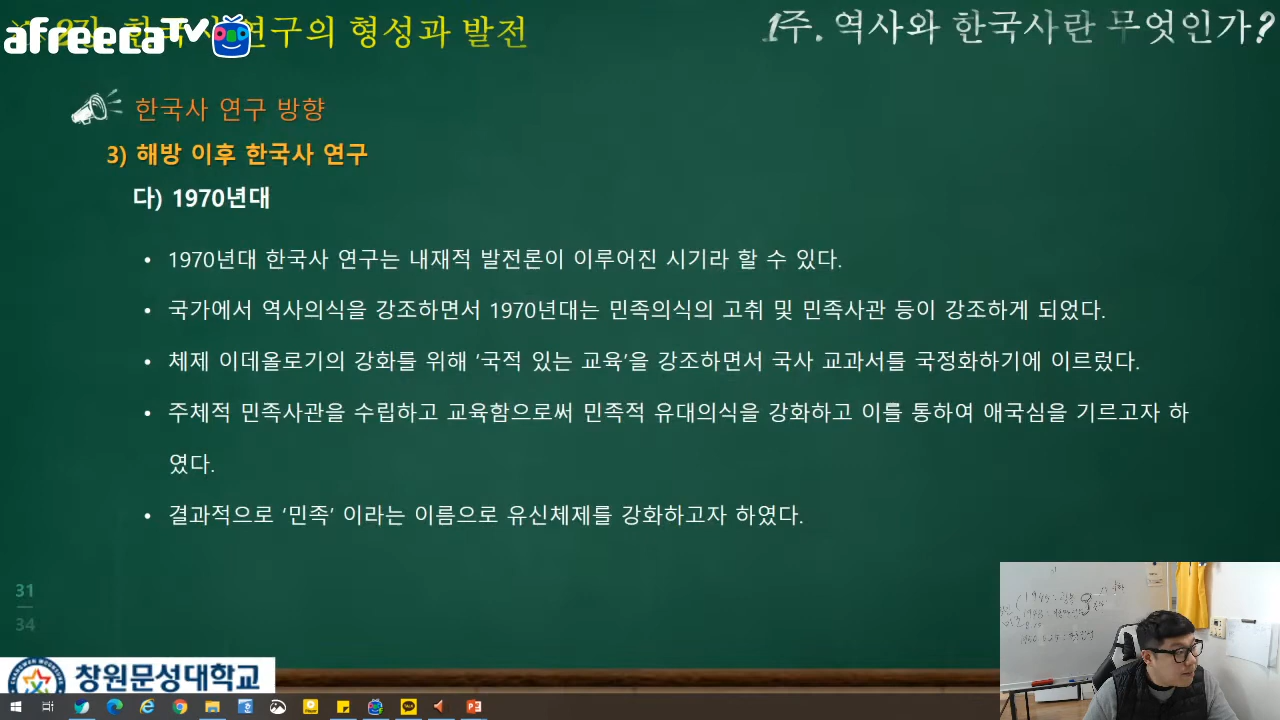 afreecaTV 연구의 형성과 발전
1주. 역사와 한국사란 무엇인가?
한국사 연구 방향
3) 해방 이후 한국사 연구
다) 1970년대
• 1970년대 한국사 연구는 내재적 발전론이 이루어진 시기라 할 수 있다.
• 국가에서 역사의식을 강조하면서 1970년대는 민족의식의 고취 및 민족사관 등이 강조하게 되었다.
• 체제 이데올로기의 강화를 위해 '국적 있는 교육'을 강조하면서 국사 교과서를 국정화하기에 이르렀다.
• 주체적 민족사관을 수립하고 교육함으로써 민족적 유대의식을 강화하고 이를 통하여 애국심을 기르고자 하
였다.
• 결과적으로 '민족' 이라는 이름으로 유신체제를 강화하고자 하였다.
31
34
창원문성대학교